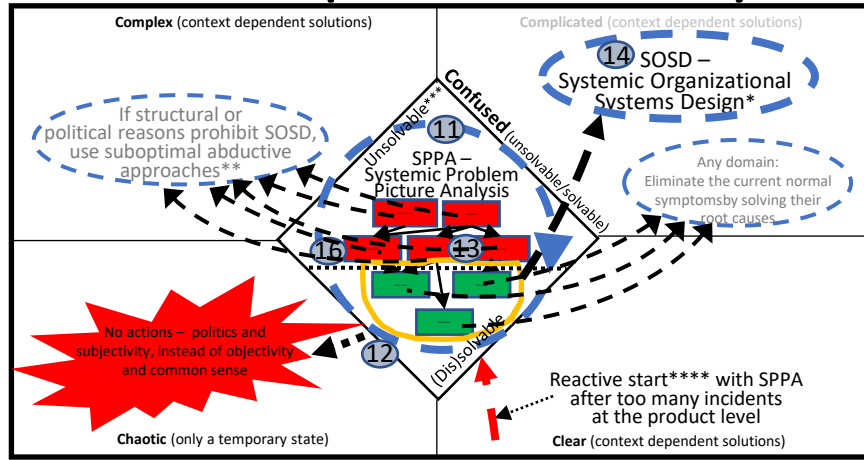 Complex (context dependent solutions)
Complicated (context dependent solutions)
14
SOSD –
Systemic Organizational
Systems Design*
If structural or
political reasons prohibit SOSD,
use suboptimal abductive
approaches**
Unsolvable***
Confused (unsolvable/solvable)
11
SPPA –
Systemic Problem
Picture Analysis
Any domain:
Eliminate the current normal
symptomsby solving their
root causes
16
13
No actions – politics and
subjectivity, instead of objectivity
and common sense
12
(Dis)solvable
Reactive start**** with SPPA
after too many incidents
at the product level
Chaotic (only a temporary state)
Clear (context dependent solutions)